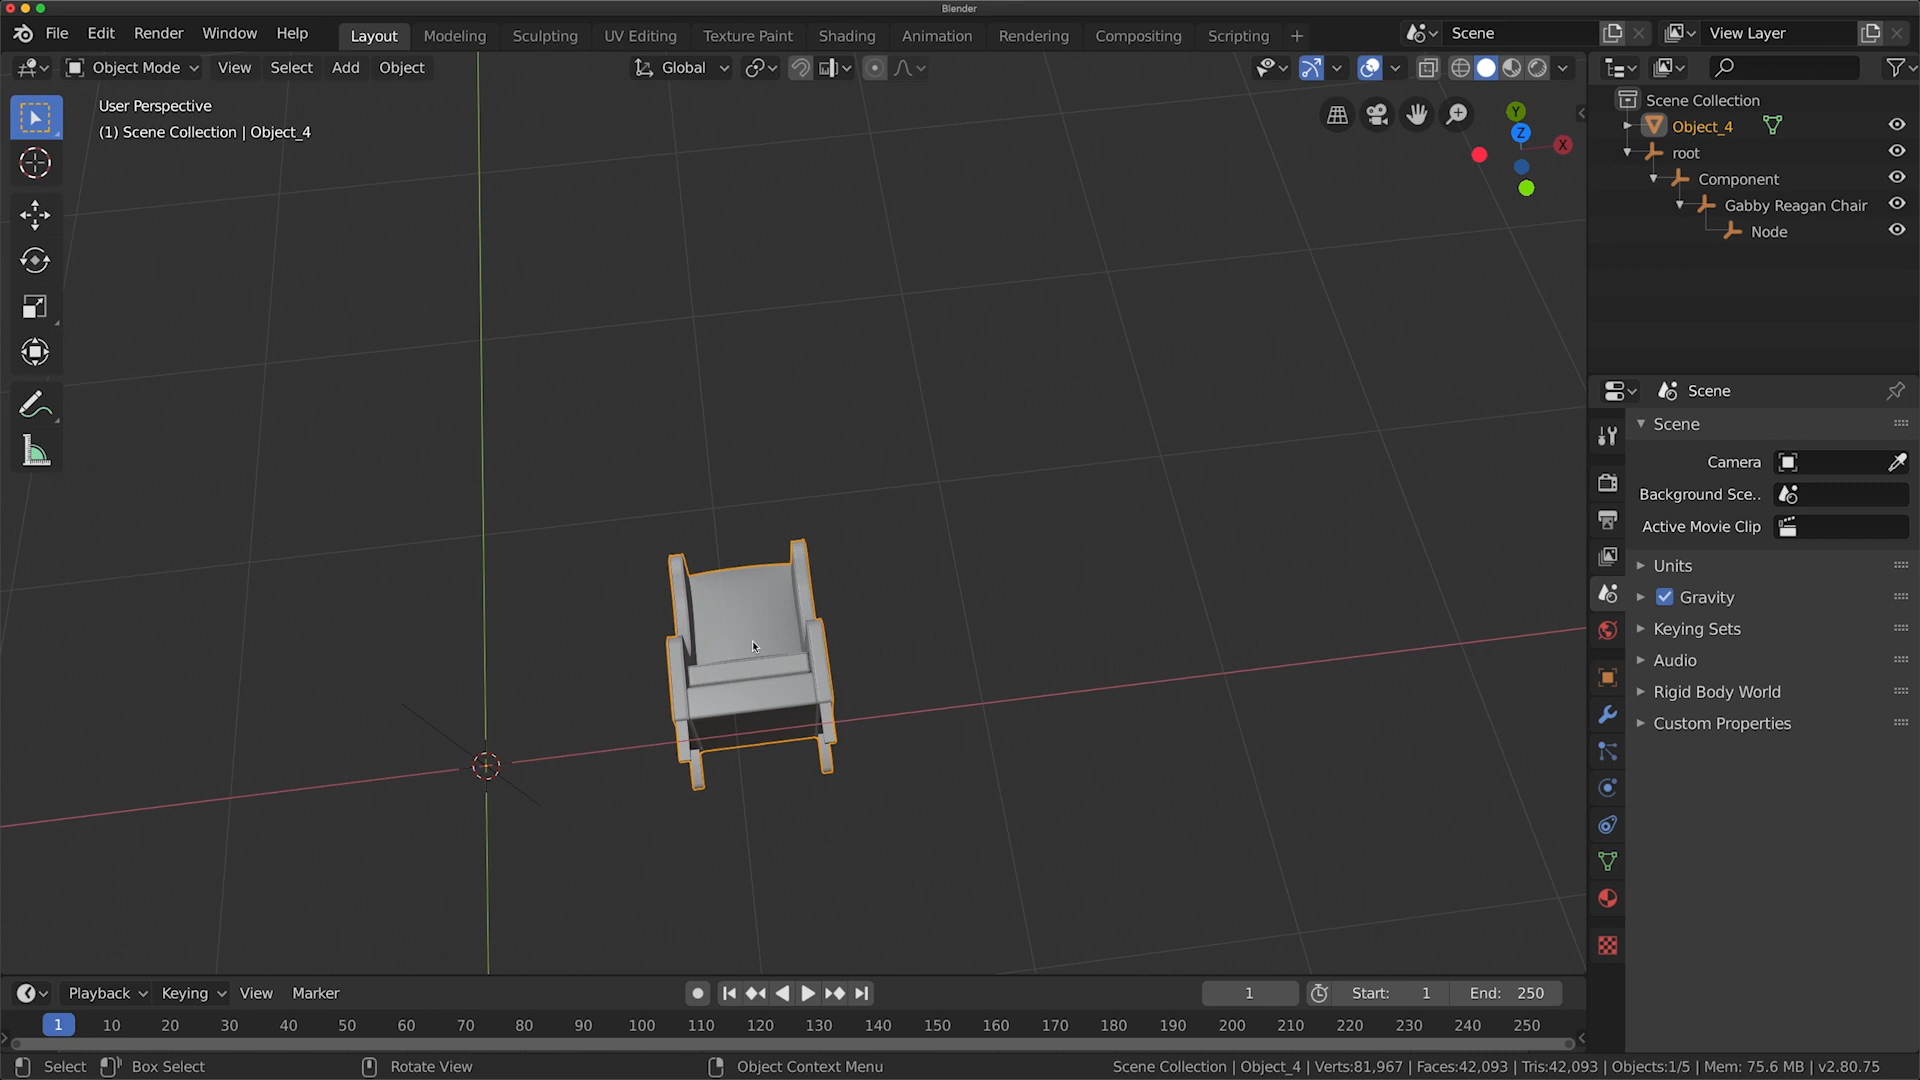 Blender
File Edit Render Window Help
Layout Modeling Sculpting UV Editing Texture Paint Shading Animation Rendering Compositing Scripting +
Scene
View Layer
Object Mode View Select Add Object
Global
User Perspective
(1) Scene Collection | Object_4
Y
Z
X
Scene Collection
Object_4
root
Component
Gabby Reagan Chair
Node
Scene
Scene
Camera
Background Sce..
Active Movie Clip
Units
Gravity
Keying Sets
Audio
Rigid Body World
Custom Properties
Playback Keying View Marker
1
Start: 1
End: 250
1 10 20 30 40 50 60 70 80 90 100 110 120 130 140 150 160 170 180 190 200 210 220 230 240 250
Select Box Select Rotate View Object Context Menu
Scene Collection | Object_4 | Verts:81,967 | Faces:42,093 | Tris:42,093 | Objects:1/5 | Mem: 75.6 MB | v2.80.75